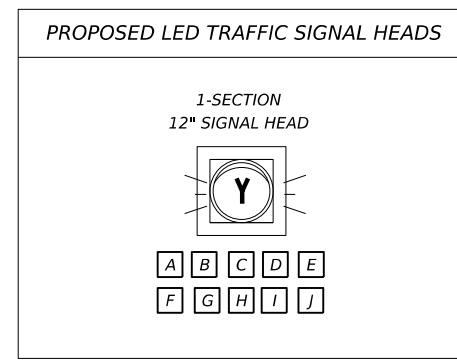 PROPOSED LED TRAFFIC SIGNAL HEADS
1-SECTION
12" SIGNAL HEAD
Y
A B C D E
F G H I J